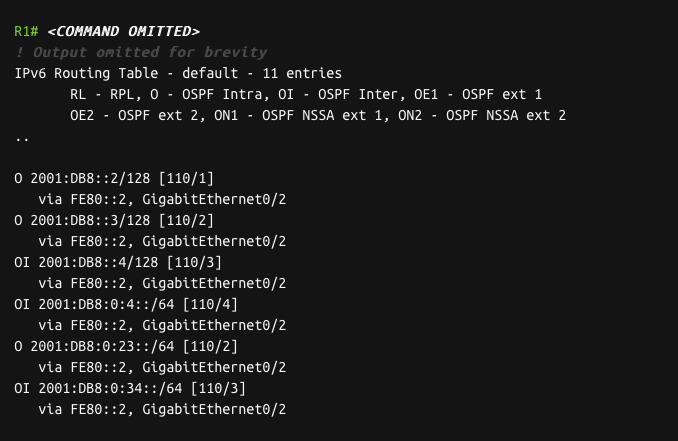 R1# <COMMAND OMITTED>
! Output omitted for brevity
IPv6 Routing Table - default - 11 entries
RL - RPL, O - OSPF Intra, OI - OSPF Inter, OE1 - OSPF ext 1
OE2 - OSPF ext 2, ON1 - OSPF NSSA ext 1, ON2 - OSPF NSSA ext 2
..
O 2001:DB8::2/128 [110/1]
via FE80::2, GigabitEthernet0/2
O 2001:DB8::3/128 [110/2]
via FE80::2, GigabitEthernet0/2
OI 2001:DB8::4/128 [110/3]
via FE80::2, GigabitEthernet0/2
OI 2001:DB8:0:4::/64 [110/4]
via FE80::2, GigabitEthernet0/2
O 2001:DB8:0:23::/64 [110/2]
via FE80::2, GigabitEthernet0/2
OI 2001:DB8:0:34::/64 [110/3]
via FE80::2, GigabitEthernet0/2